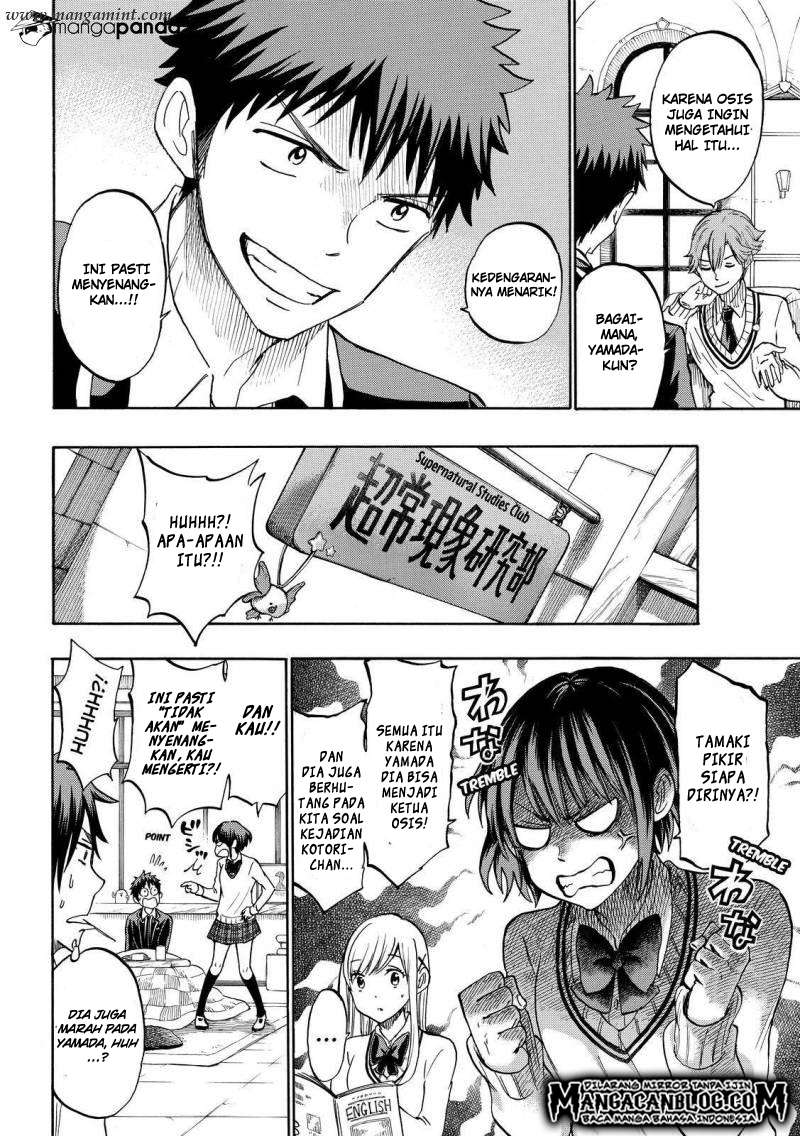 www.mangamint.com
mangapanda
KARENA OSIS
JUGA INGIN
MENGETAHUI
HAL ITU...
BAGAI-
MANA,
YAMADA-
KUN?
KEDENGARAN-
NYA MENARIK!
INI PASTI
MENYENANG-
KAN...!!
Supernatural Studies Club
超常現象研究部
HUHHH?!
APA-APAAN
ITU?!!
TAMAKI
PIKIR
SIAPA
DIRINYA?!
わな
TREMBLE
TREMBLE
わな
SEMUA ITU
KARENA
YAMADA
DIA BISA
MENJADI
KETUA
OSIS!
DAN
DIA JUGA
BERHU-
TANG PADA
KITA SOAL
KEJADIAN
KOTORI-
CHAN...
ENGLISH
DAN
KAU!!
INI PASTI
"TIDAK
AKAN" ME-
NYENANG-
KAN, KAU
MENGERTI?!
HUHHH?!
POINT
ビシッ
DIA JUGA
MARAH PADA
YAMADA, HUH
...?
DILARANG MIRROR TANPA IJIN
MANGACANBLOG.COM
BACA MANGA BAHASA INDONESIA